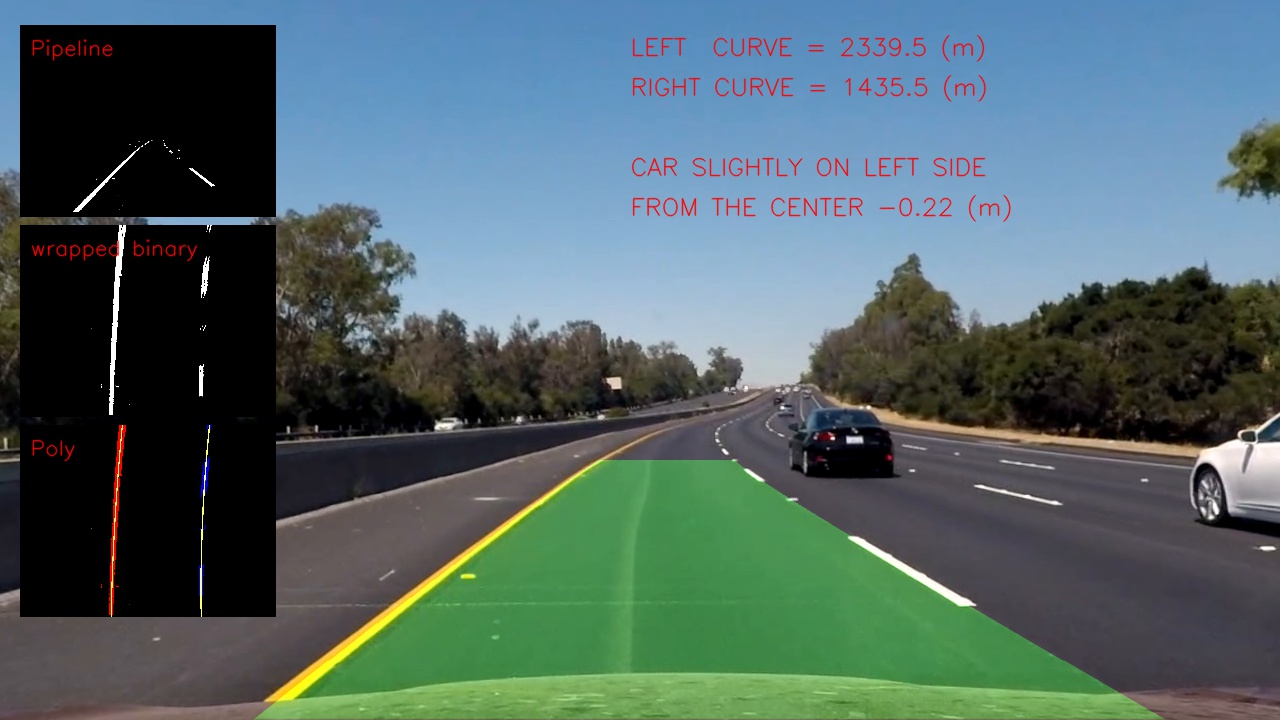 Pipeline
LEFT CURVE = 2339.5 (m)
RIGHT CURVE = 1435.5 (m)
CAR SLIGHTLY ON LEFT SIDE
FROM THE CENTER -0.22 (m)
wrapped binary
Poly